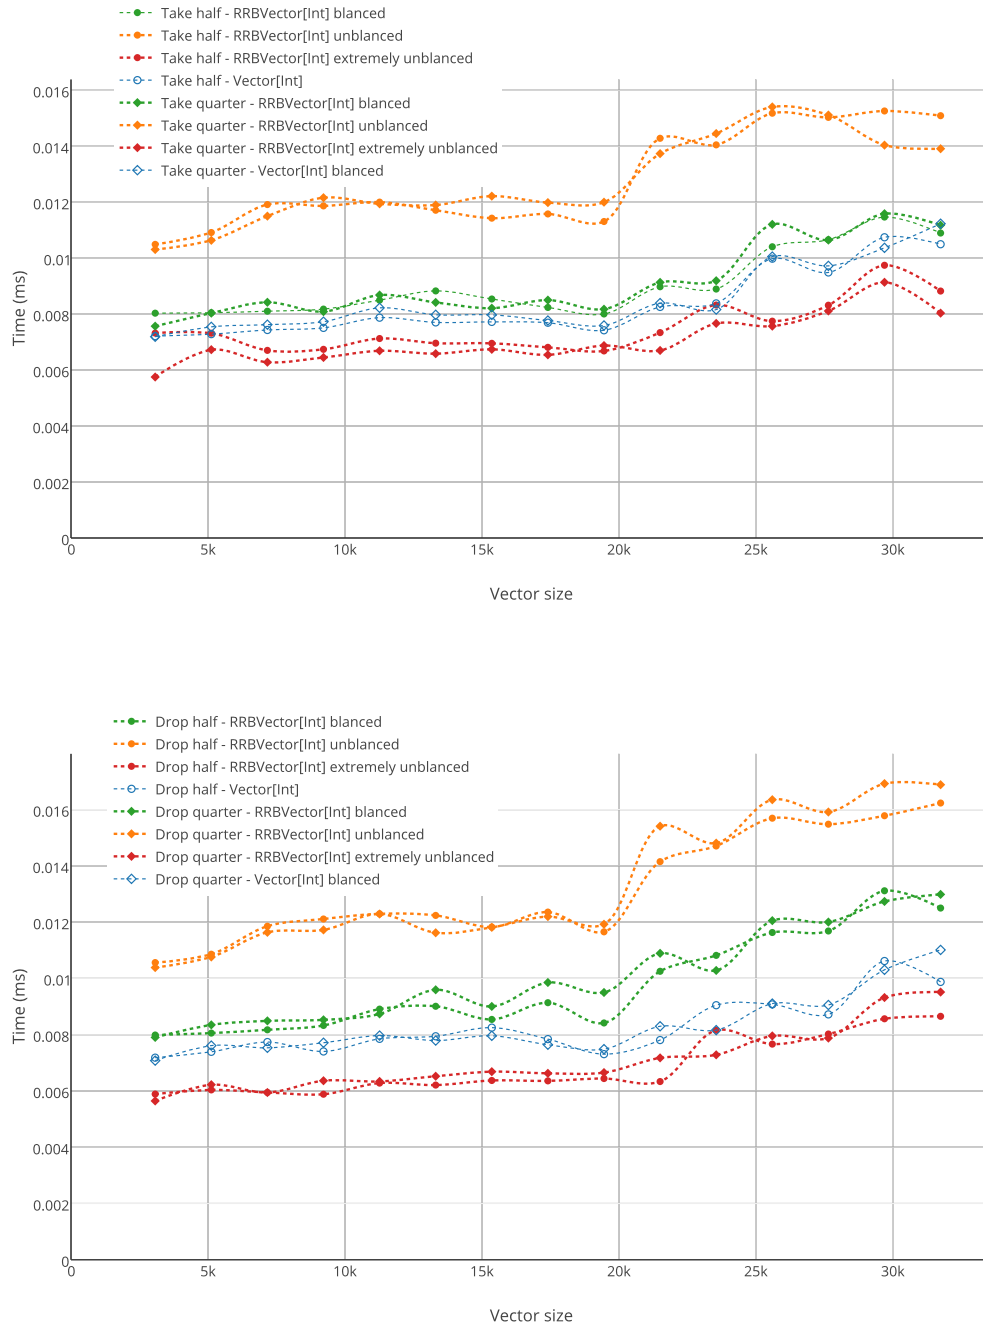 Take half - RRBVector[Int] blanced
Take half - RRBVector[Int] unblanced
Take half - RRBVector[Int] extremely unblanced
Take half - Vector[Int]
Take quarter - RRBVector[Int] blanced
Take quarter - RRBVector[Int] unblanced
Take quarter - RRBVector[Int] extremely unblanced
Take quarter - Vector[Int] blanced
0.016
0.014
0.012
0.01
0.008
0.006
0.004
0.002
0
Time (ms)
0 5k 10k 15k 20k 25k 30k
Vector size
Drop half - RRBVector[Int] blanced
Drop half - RRBVector[Int] unblanced
Drop half - RRBVector[Int] extremely unblanced
Drop half - Vector[Int]
Drop quarter - RRBVector[Int] blanced
Drop quarter - RRBVector[Int] unblanced
Drop quarter - RRBVector[Int] extremely unblanced
Drop quarter - Vector[Int] blanced
0.016
0.014
0.012
0.01
0.008
0.006
0.004
0.002
0
Time (ms)
0 5k 10k 15k 20k 25k 30k
Vector size